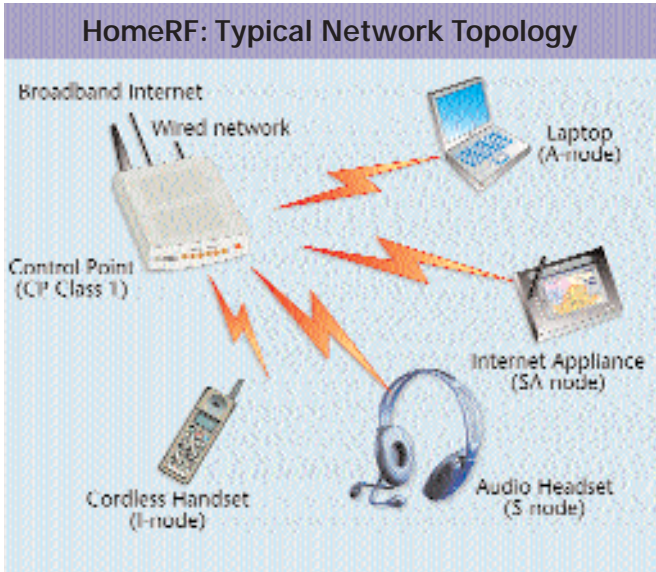 HomeRF: Typical Network Topology
Broadband Internet
Wired network
Laptop
(A-node)
Control Point
(CP Class 1)
Internet Appliance
(SA node)
Cordless Handset
(I-node)
Audio Headset
(S node)